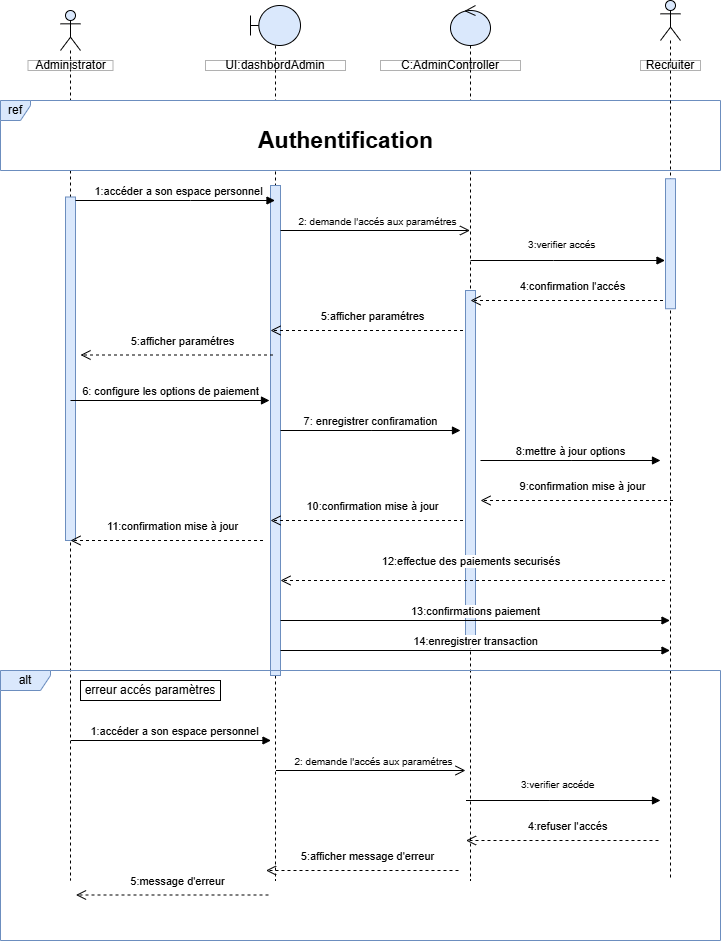 Administrator
UI:dashbordAdmin
C:AdminController
Recruiter
ref
Authentification
1:accéder a son espace personnel
2: demande l'accés aux paramétres
3:verifier accés
4:confirmation l'accés
5:afficher paramétres
5:afficher paramétres
6: configure les options de paiement
7: enregistrer confiramation
8:mettre à jour options
9:confirmation mise à jour
10:confirmation mise à jour
11:confirmation mise à jour
12:effectue des paiements securisés
13:confirmations paiement
14:enregistrer transaction
alt
erreur accés paramètres
1:accéder a son espace personnel
2: demande l'accés aux paramétres
3:verifier accéde
4:refuser l'accés
5:afficher message d'erreur
5:message d'erreur